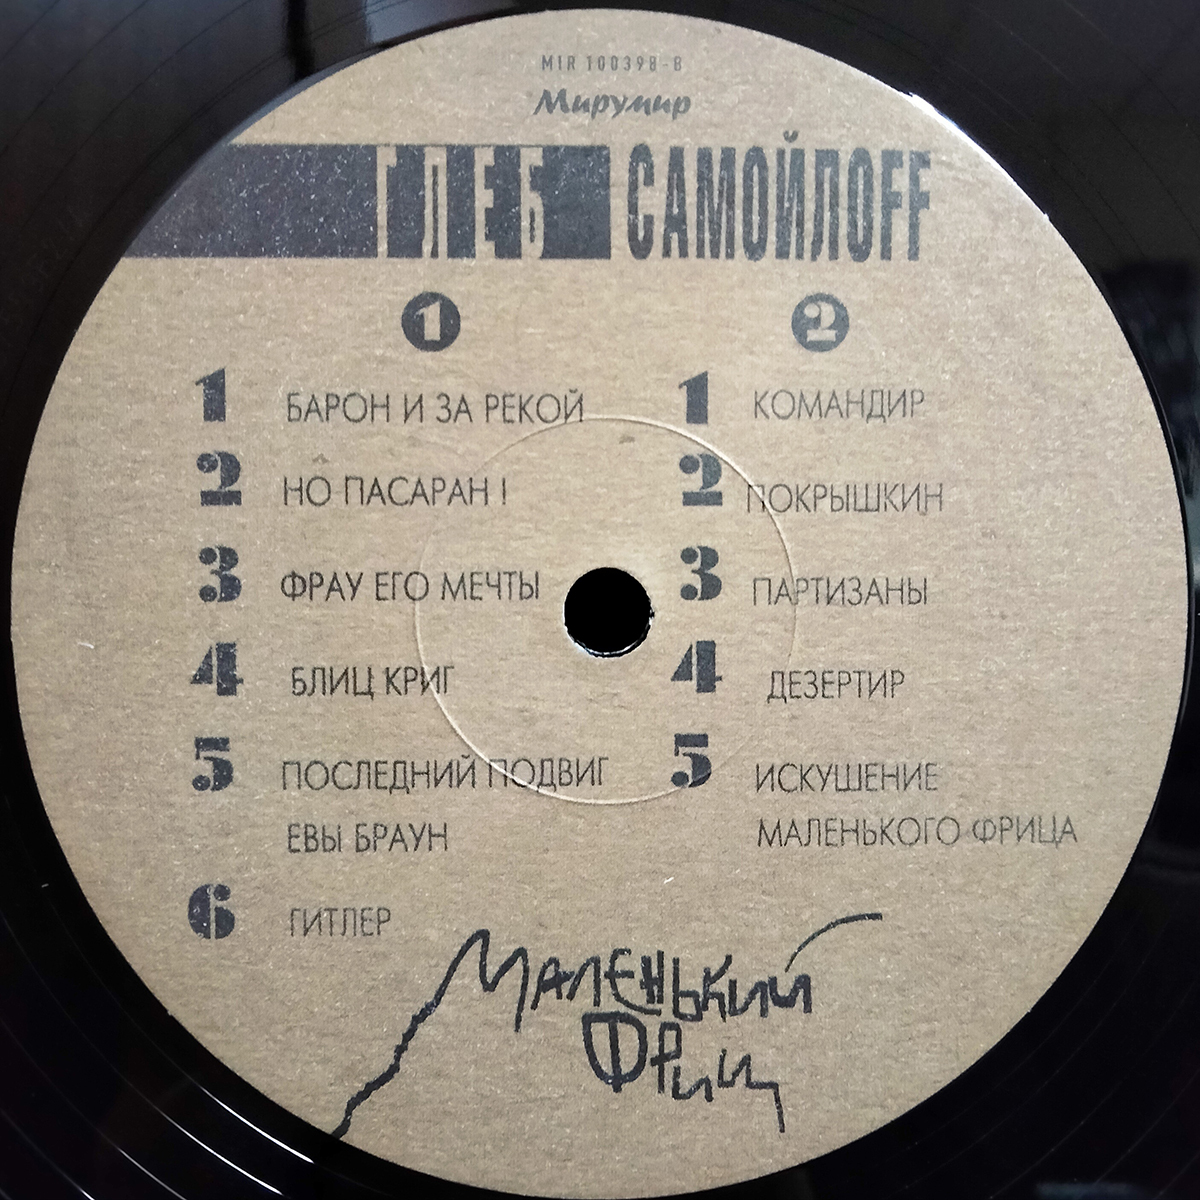 MIR 100398-B
Мирумир
ГЛЕБ САМОЙЛОFF
1
1 БАРОН И ЗА РЕКОЙ
2 НО ПАСАРАН !
3 ФРАУ ЕГО МЕЧТЫ
4 БЛИЦ КРИГ
5 ПОСЛЕДНИЙ ПОДВИГ
ЕВЫ БРАУН
6 ГИТЛЕР
2
1 КОМАНДИР
2 ПОКРЫШКИН
3 ПАРТИЗАНЫ
4 ДЕЗЕРТИР
5 ИСКУШЕНИЕ
МАЛЕНЬКОГО ФРИЦА
МАЛЕНЬКИЙ
ФРИЦ